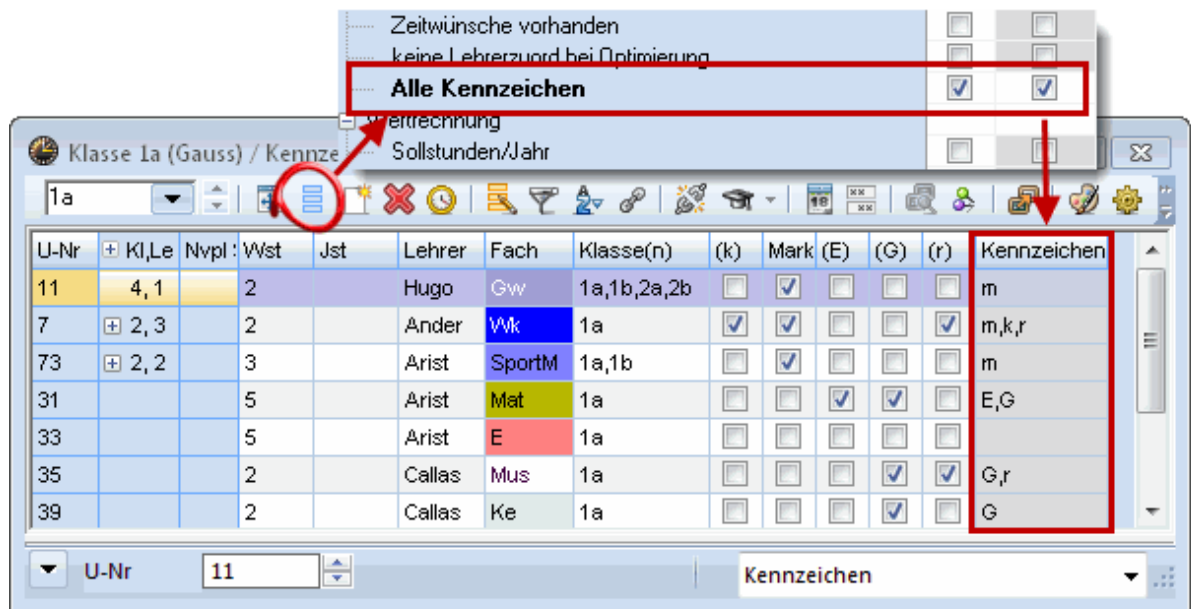 Zeitwünsche vorhanden
keine Lehrerzuord bei Optimierung
Alle Kennzeichen
Wertrechnung
Sollstunden/Jahr
Klasse 1a (Gauss) / Kennze
1a
U-Nr Kl,Le Nvpl Wst Jst Lehrer Fach Klasse(n) (k) Mark (E) (G) (r) Kennzeichen
11 4, 1 2 Hugo Gw 1a,1b,2a,2b m
7 2, 3 2 Ander Wk 1a m,k,r
73 2, 2 3 Arist SportM 1a,1b m
31 5 Arist Mat 1a E,G
33 5 Arist E 1a
35 2 Callas Mus 1a G,r
39 2 Callas Ke 1a G
U-Nr 11 Kennzeichen